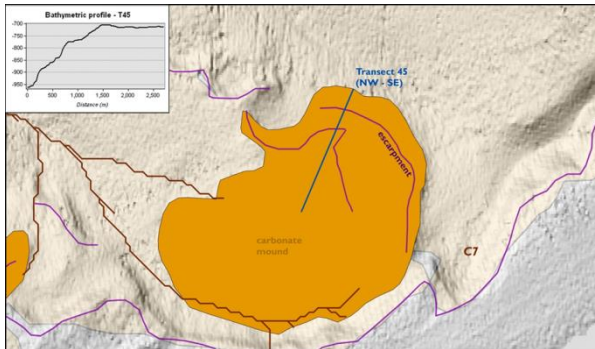 Bathymetric profile - T45
-700
-750
-800
-850
-900
-950
0
500
1,000
1,500
2,000
2,500
Distance (m)
Transect 45
(NW - SE)
escarpment
carbonate
mound
C7